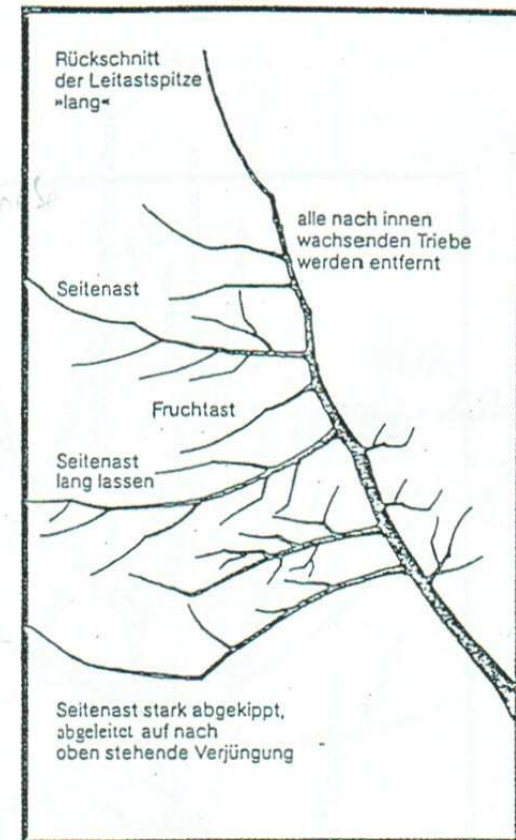 Rückschnitt
der Leitastspitze
»lang«
alle nach innen
wachsenden Triebe
werden entfernt
Seitenast
Fruchtast
Seitenast
lang lassen
Seitenast stark abgekippt,
abgeleitet auf nach
oben stehende Verjüngung